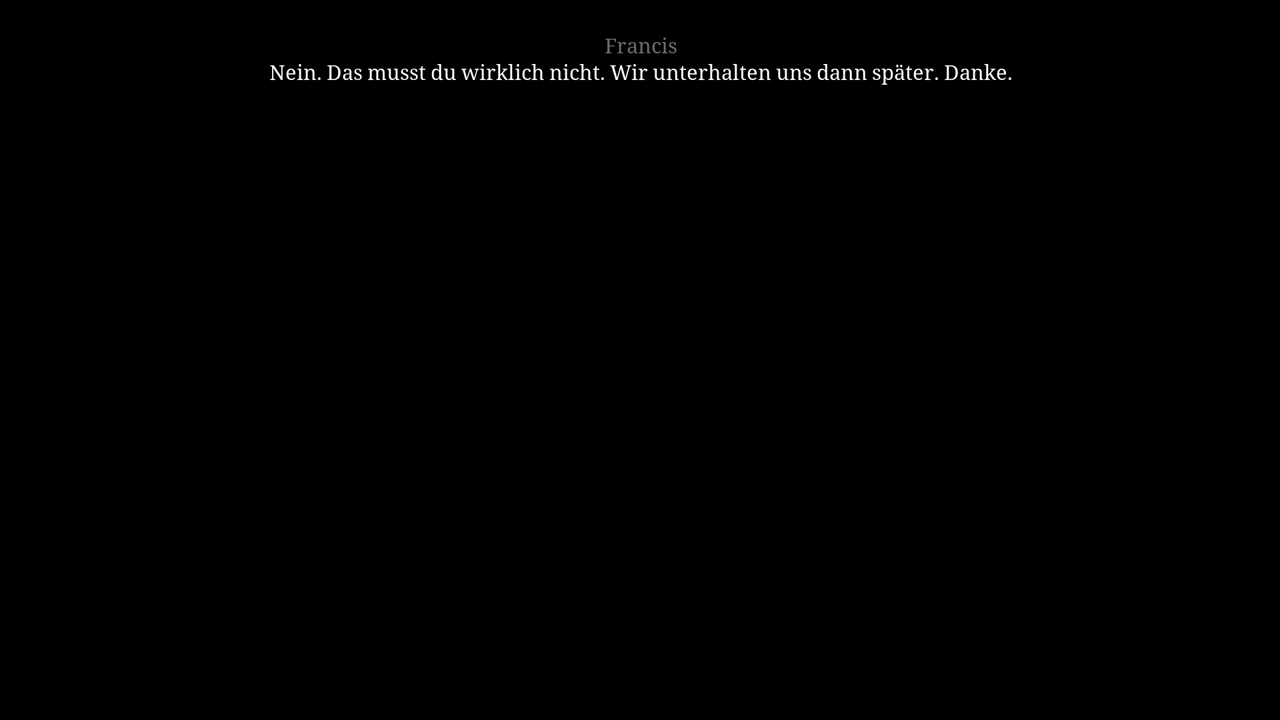 Francis
Nein. Das musst du wirklich nicht. Wir unterhalten uns dann später. Danke.